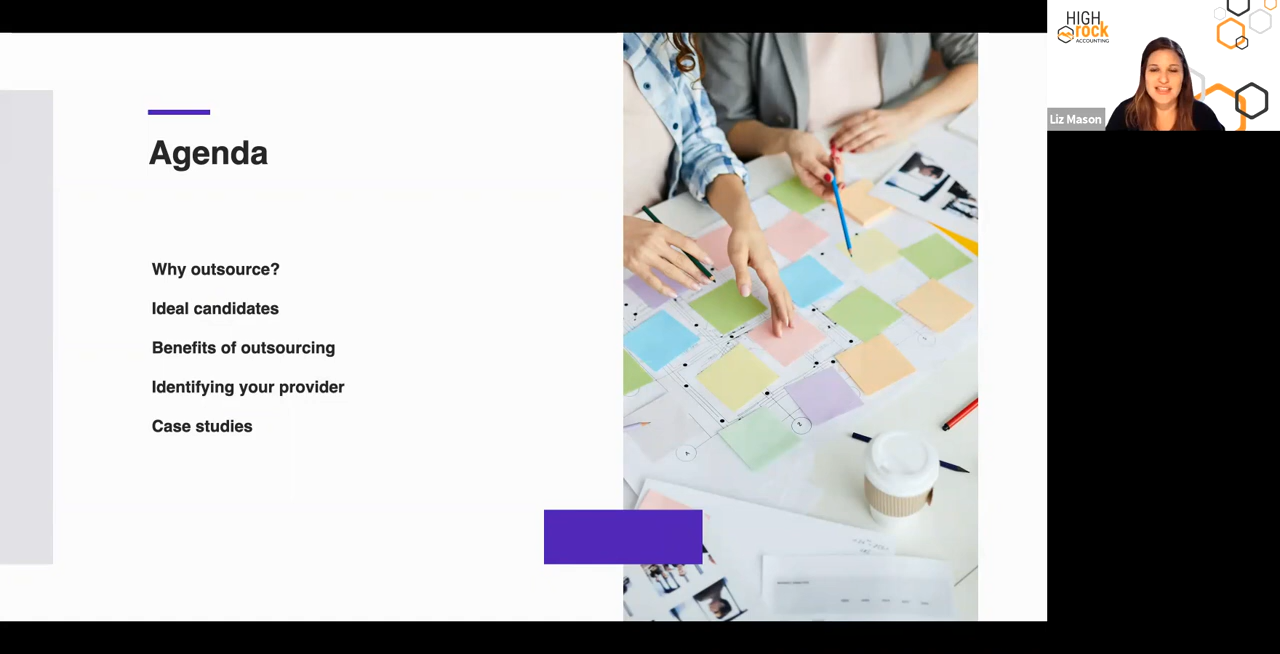 Agenda
Why outsource?
Ideal candidates
Benefits of outsourcing
Identifying your provider
Case studies
HIGH
rock
ACCOUNTING
Liz Mason